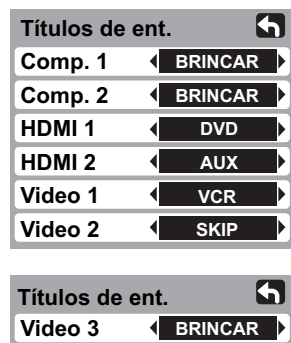 Títulos de ent.
Comp. 1 BRINCAR
Comp. 2 BRINCAR
HDMI 1 DVD
HDMI 2 AUX
Video 1 VCR
Video 2 SKIP
Títulos de ent.
Video 3 BRINCAR